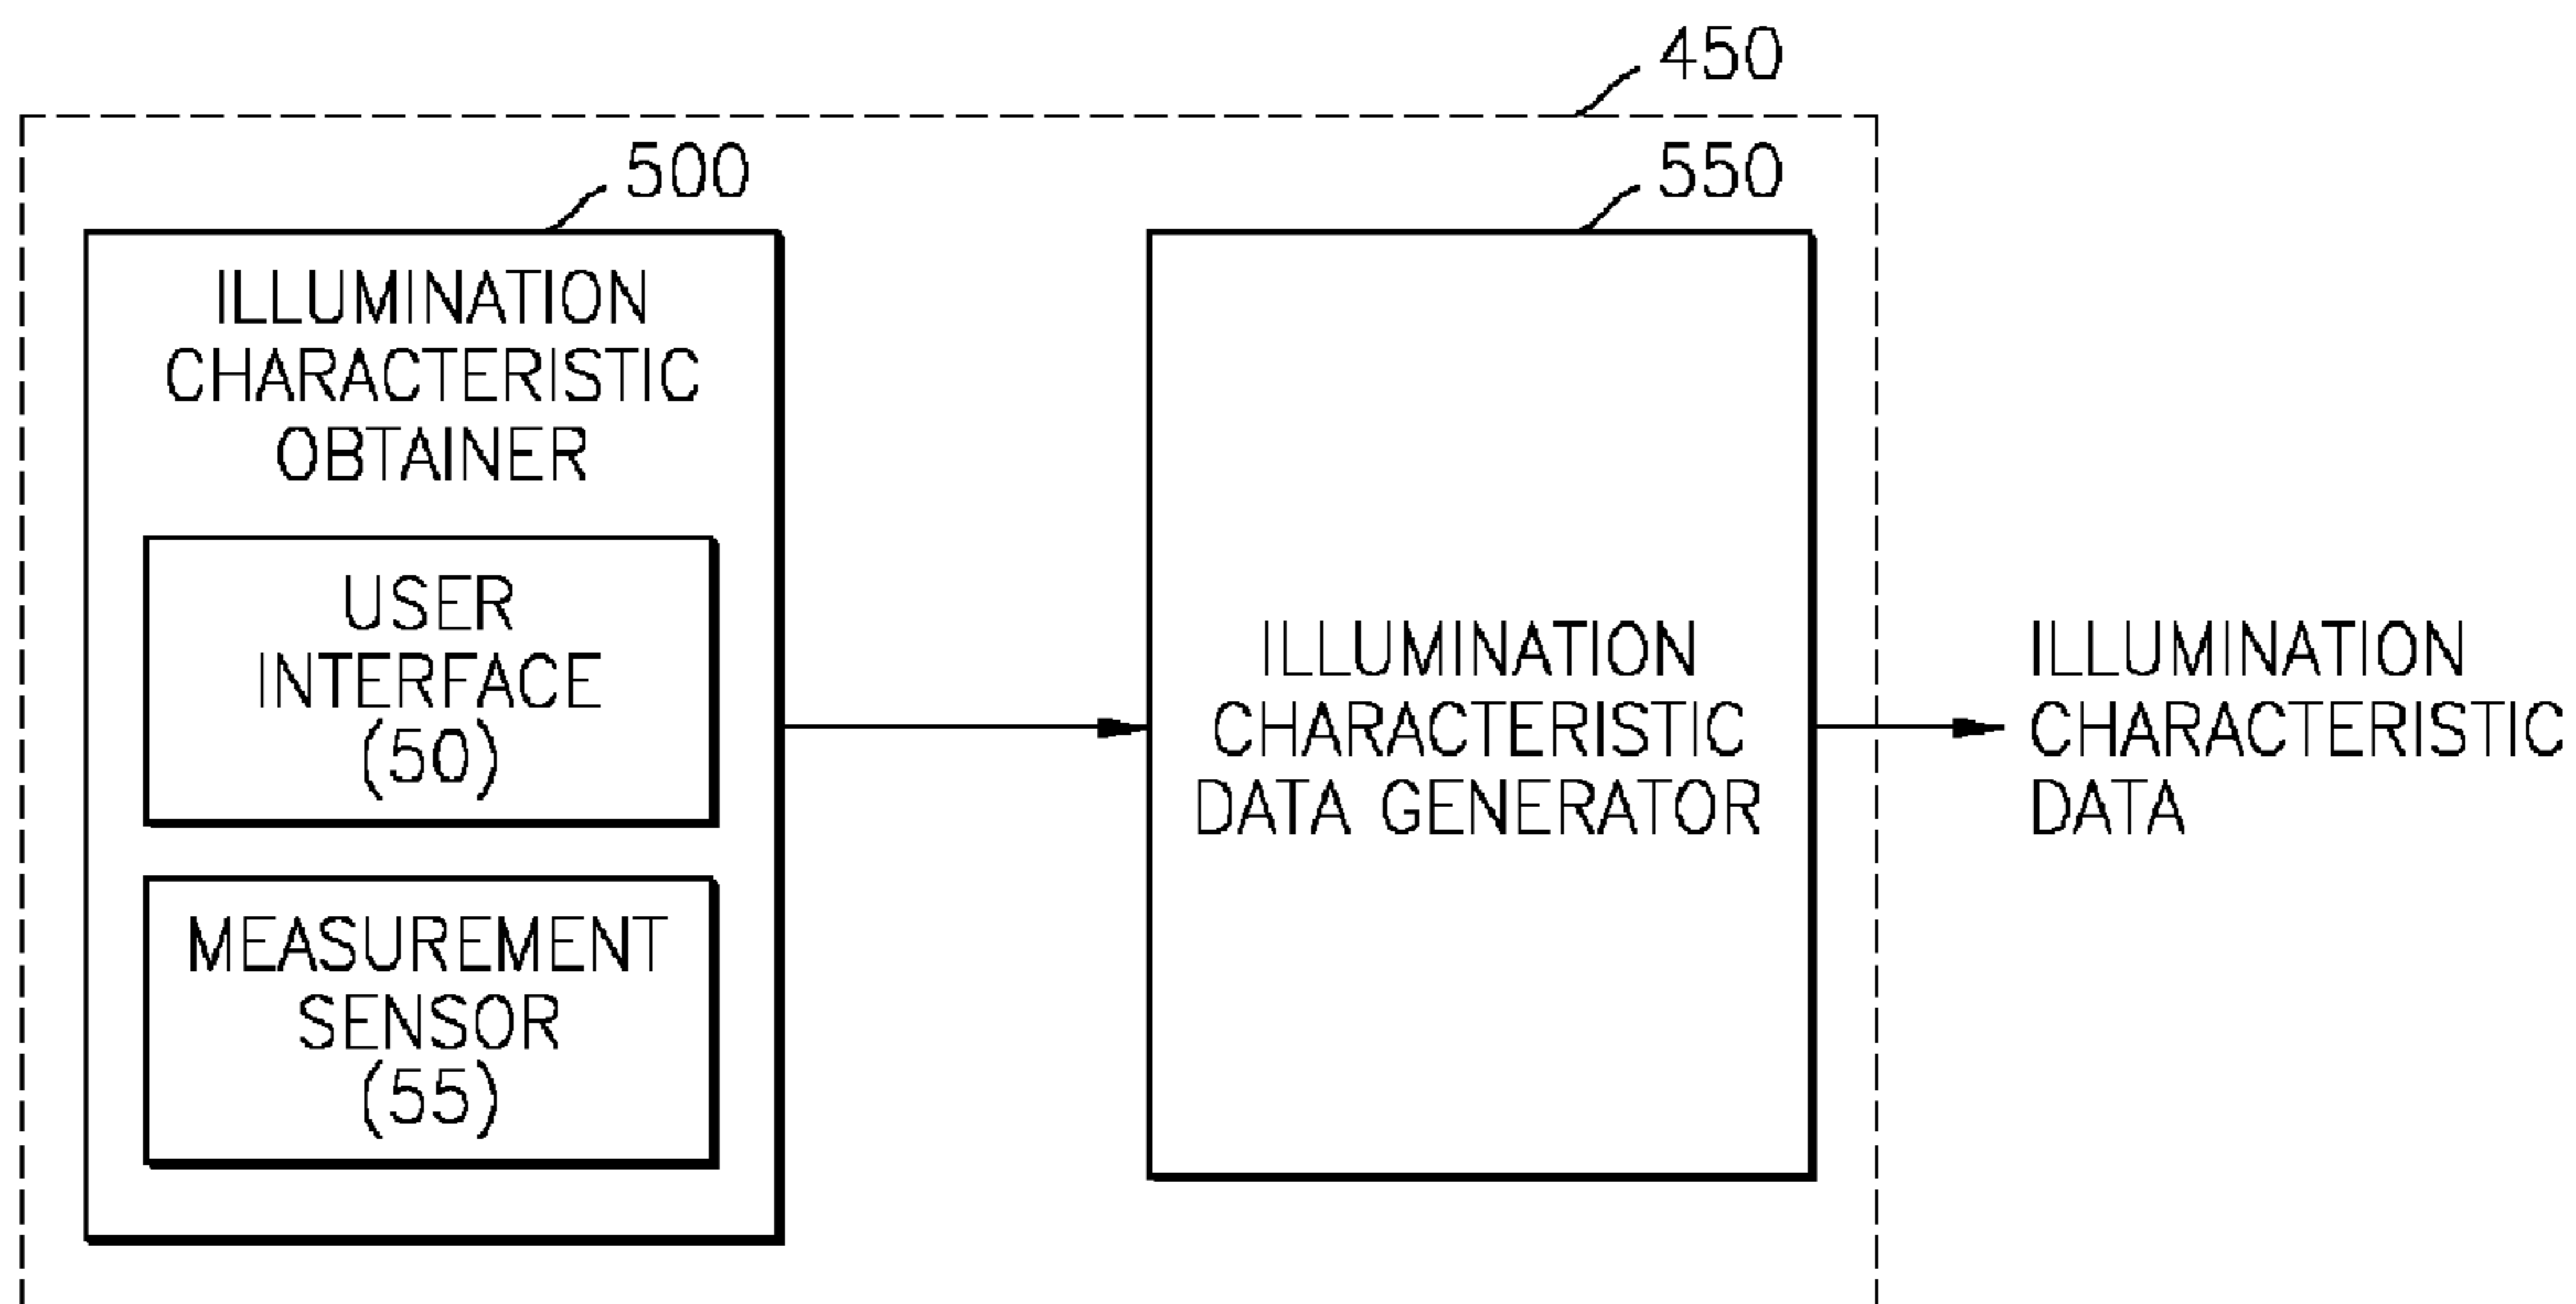 450
500
550
ILLUMINATION
CHARACTERISTIC
OBTAINER
USER
INTERFACE
(50)
MEASUREMENT
SENSOR
(55)
ILLUMINATION
CHARACTERISTIC
DATA GENERATOR
ILLUMINATION
CHARACTERISTIC
DATA